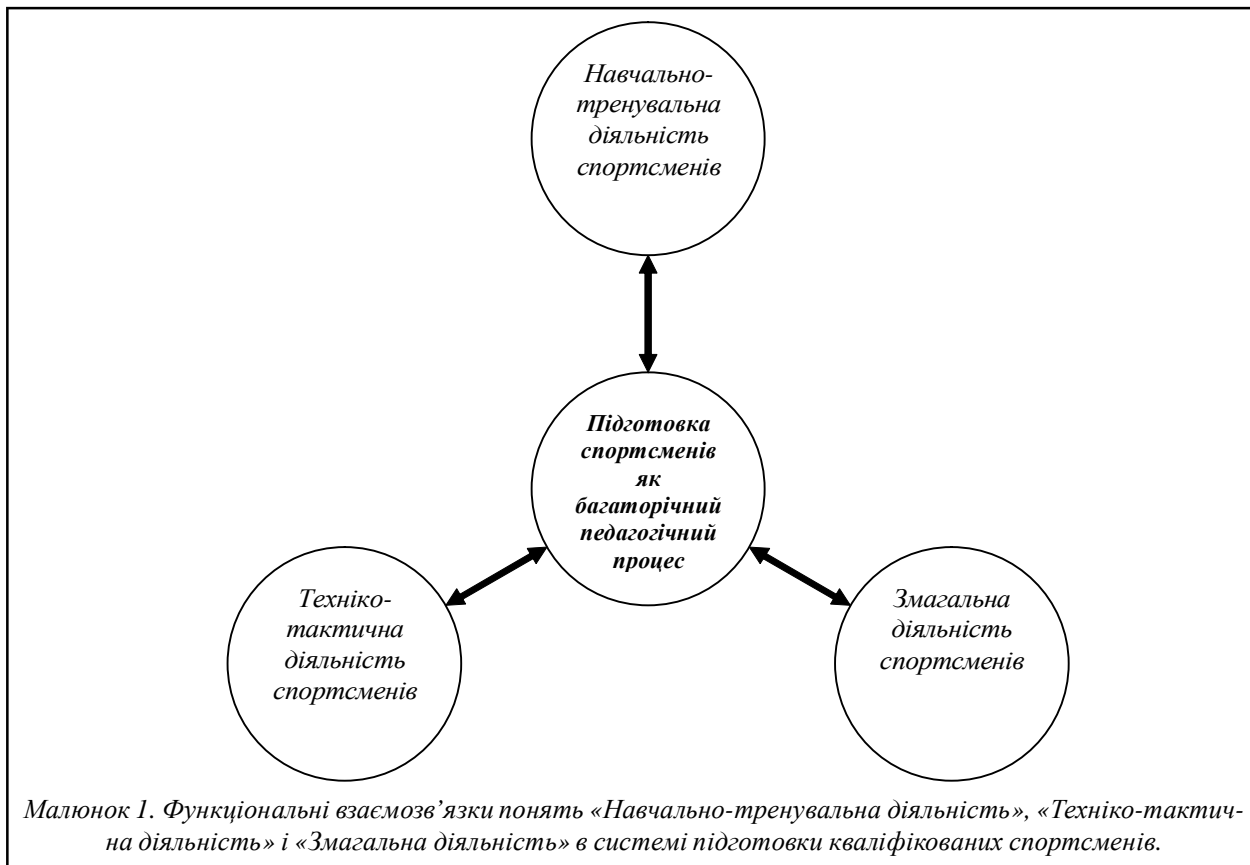 Навчально-
тренувальна
діяльність
спортсменів
Підготовка
спортсменів
як
багаторічний
педагогічний
процес
Техніко-
тактична
діяльність
спортсменів
Змагальна
діяльність
спортсменів
Малюнок 1. Функціональні взаємозв’язки понять «Навчально-тренувальна діяльність», «Техніко-тактич-
на діяльність» і «Змагальна діяльність» в системі підготовки кваліфікованих спортсменів.